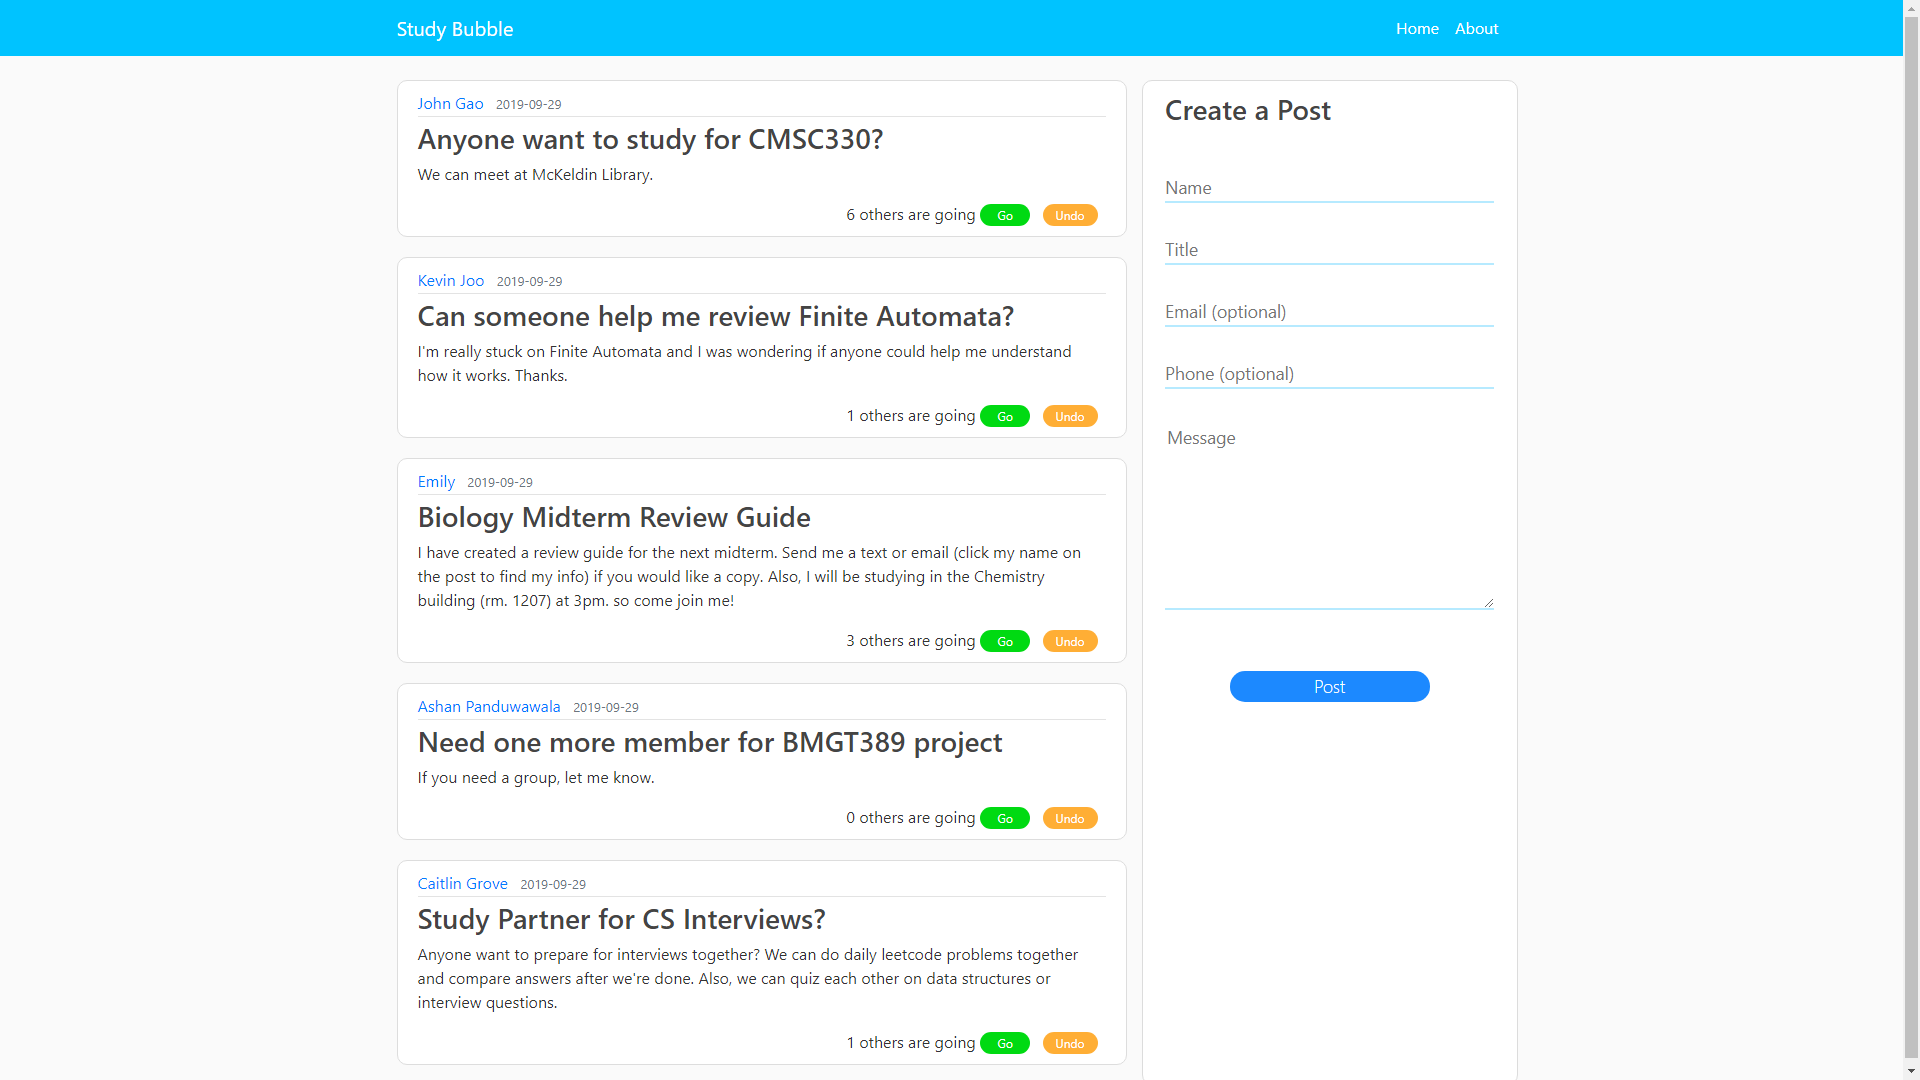 Study Bubble
Home About
John Gao 2019-09-29
Anyone want to study for CMSC330?
We can meet at McKeldin Library.
6 others are going Go Undo
Kevin Joo 2019-09-29
Can someone help me review Finite Automata?
I'm really stuck on Finite Automata and I was wondering if anyone could help me understand
how it works. Thanks.
1 others are going Go Undo
Emily 2019-09-29
Biology Midterm Review Guide
I have created a review guide for the next midterm. Send me a text or email (click my name on
the post to find my info) if you would like a copy. Also, I will be studying in the Chemistry
building (rm. 1207) at 3pm. so come join me!
3 others are going Go Undo
Ashan Panduwawala 2019-09-29
Need one more member for BMGT389 project
If you need a group, let me know.
0 others are going Go Undo
Caitlin Grove 2019-09-29
Study Partner for CS Interviews?
Anyone want to prepare for interviews together? We can do daily leetcode problems together
and compare answers after we're done. Also, we can quiz each other on data structures or
interview questions.
1 others are going Go Undo
Create a Post
Name
Title
Email (optional)
Phone (optional)
Message
Post